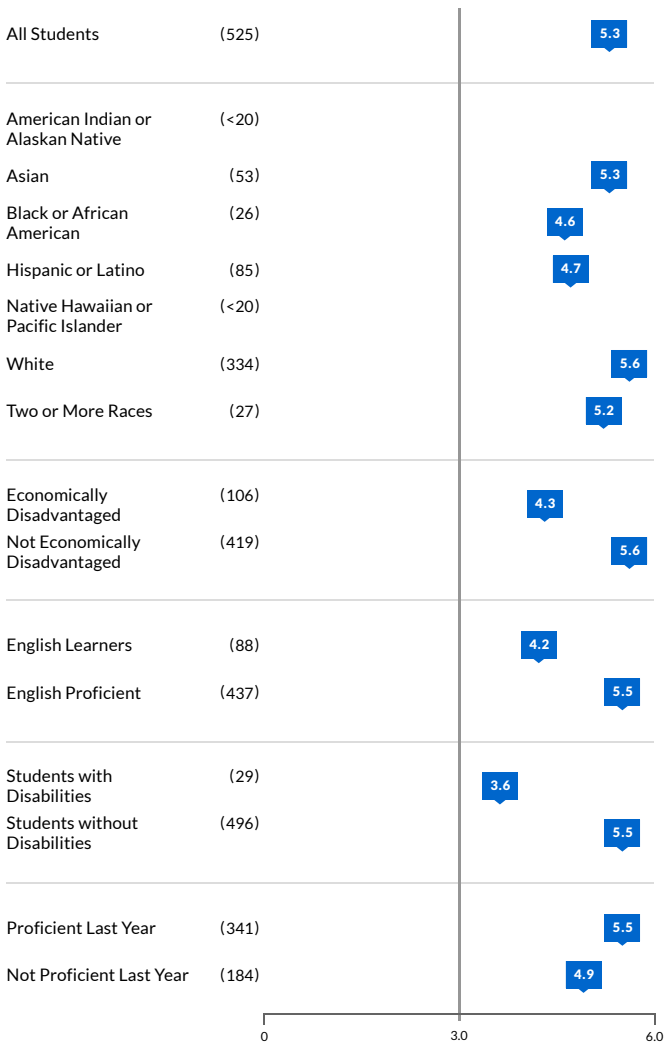 All Students (525) 5.3
American Indian or (<20)
Alaskan Native
Asian (53) 5.3
Black or African (26) 4.6
American
Hispanic or Latino (85) 4.7
Native Hawaiian or (<20)
Pacific Islander
White (334) 5.6
Two or More Races (27) 5.2
Economically (106) 4.3
Disadvantaged
Not Economically (419) 5.6
Disadvantaged
English Learners (88) 4.2
English Proficient (437) 5.5
Students with (29) 3.6
Disabilities
Students without (496) 5.5
Disabilities
Proficient Last Year (341) 5.5
Not Proficient Last Year (184) 4.9
0 3.0 6.0